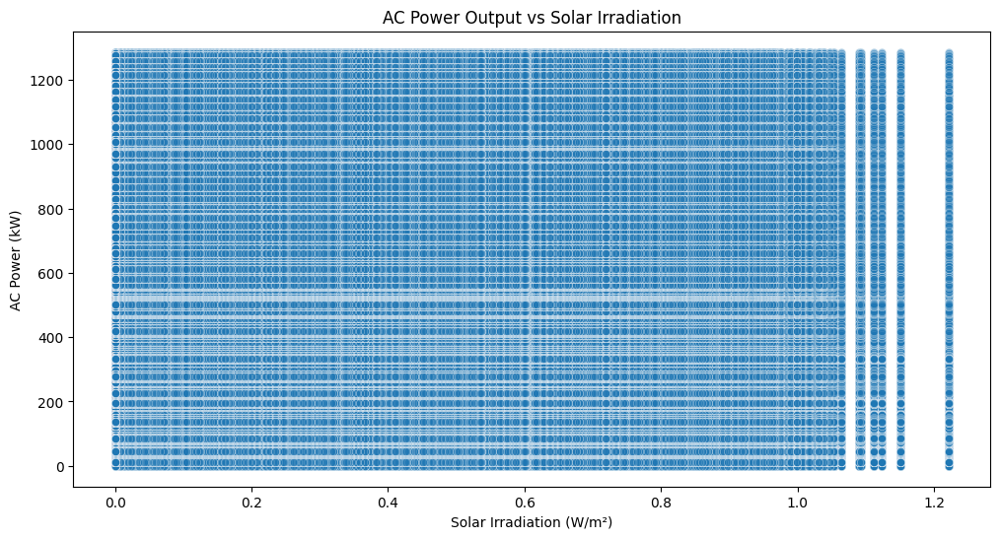 AC Power Output vs Solar Irradiation
AC Power (kW)
1200
1000
800
600
400
200
0
0.0 0.2 0.4 0.6 0.8 1.0 1.2
Solar Irradiation (W/m²)